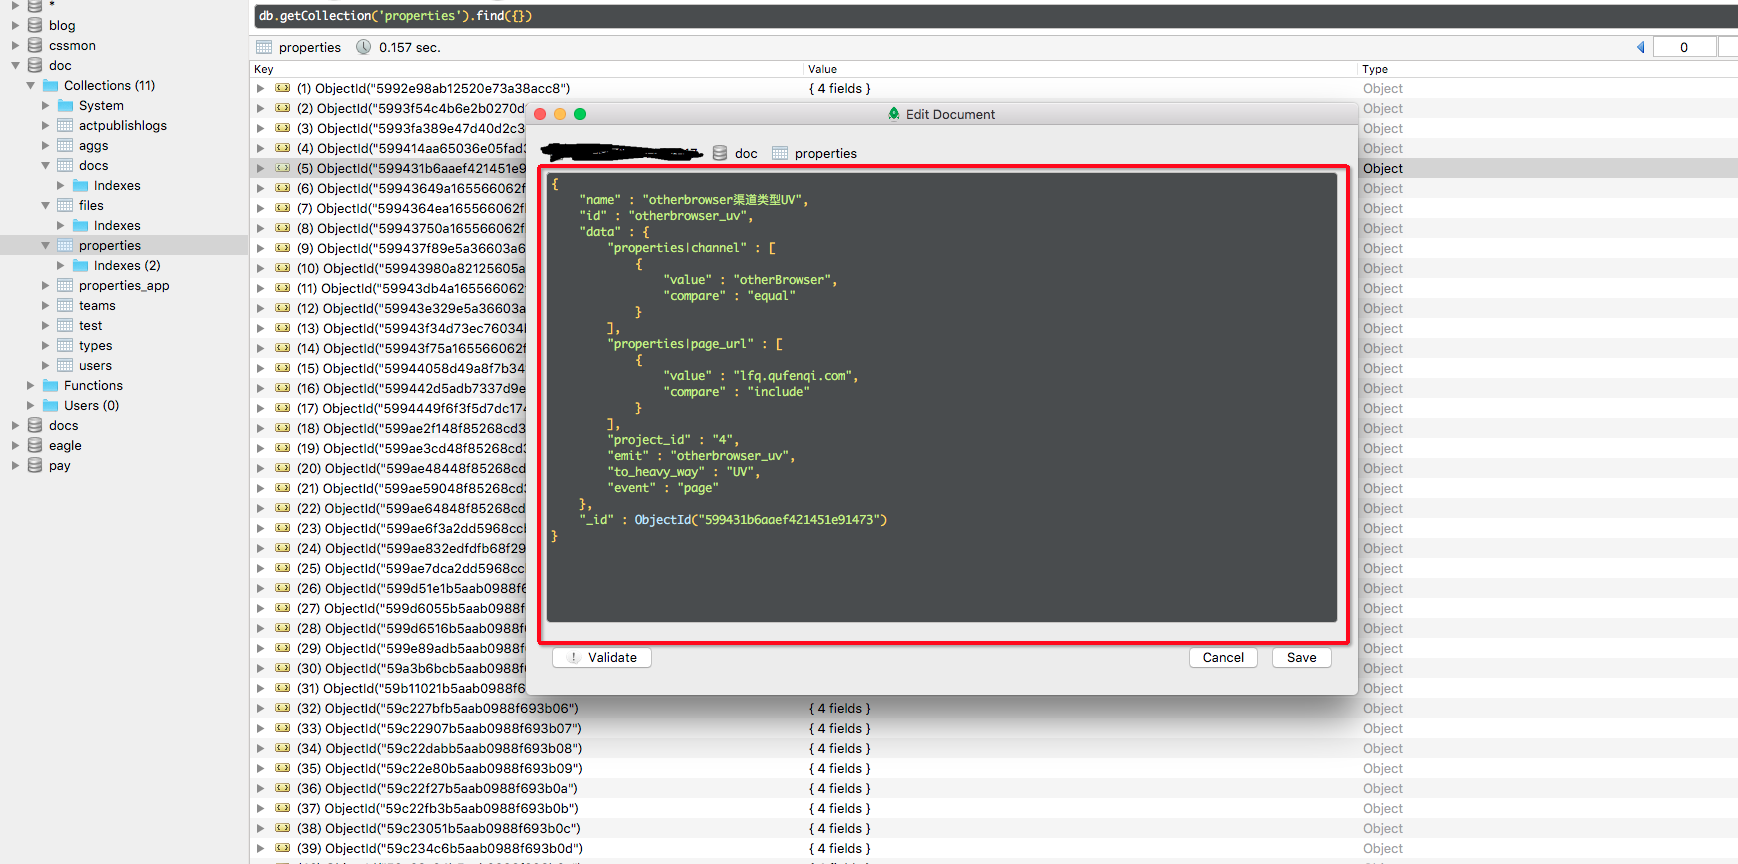 *
blog
cssmon
doc
Collections (11)
System
actpublishlogs
aggs
docs
Indexes
files
Indexes
properties
Indexes (2)
properties_app
teams
test
types
users
Functions
Users (0)
docs
eagle
pay
db.getCollection('properties').find({})
properties 0.157 sec.
0
Key Value Type
(1) ObjectId("5992e98ab12520e73a38acc8") { 4 fields } Object
(2) ObjectId("5993f54c4b6e2b0270d Object
(3) ObjectId("5993fa389e47d40d2c3 Object
(4) ObjectId("599414aa65036e05fad3 Object
(5) ObjectId("599431b6aaef421451e9 Object
(6) ObjectId("59943649a165566062f Object
(7) ObjectId("5994364ea165566062f Object
(8) ObjectId("59943750a165566062f Object
(9) ObjectId("599437f89e5a36603a6 Object
(10) ObjectId("59943980a82125605a Object
(11) ObjectId("59943db4a165566062 Object
(12) ObjectId("59943e329e5a36603a Object
(13) ObjectId("59943f34d73ec76034 Object
(14) ObjectId("59943f75a165566062f Object
(15) ObjectId("59944058d49a8f7b34 Object
(16) ObjectId("599442d5adb7337d9e Object
(17) ObjectId("5994449f6f3f5d7dc174 Object
(18) ObjectId("599ae2f148f85268cd3 Object
(19) ObjectId("599ae3cd48f85268cd3 Object
(20) ObjectId("599ae48448f85268cd Object
(21) ObjectId("599ae59048f85268cd3 Object
(22) ObjectId("599ae64848f85268cd Object
(23) ObjectId("599ae6f3a2dd5968cc Object
(24) ObjectId("599ae832edfdfb68f29 Object
(25) ObjectId("599ae7dca2dd5968cc Object
(26) ObjectId("599d51e1b5aab0988f Object
(27) ObjectId("599d6055b5aab0988f Object
(28) ObjectId("599d6516b5aab0988f Object
(29) ObjectId("599e89adb5aab0988f Object
(30) ObjectId("59a3b6bcb5aab0988f Object
(31) ObjectId("59b11021b5aab0988f6 Object
(32) ObjectId("59c227bfb5aab0988f693b06") { 4 fields } Object
(33) ObjectId("59c22907b5aab0988f693b07") { 4 fields } Object
(34) ObjectId("59c22dabb5aab0988f693b08") { 4 fields } Object
(35) ObjectId("59c22e80b5aab0988f693b09") { 4 fields } Object
(36) ObjectId("59c22f27b5aab0988f693b0a") { 4 fields } Object
(37) ObjectId("59c22fb3b5aab0988f693b0b") { 4 fields } Object
(38) ObjectId("59c23051b5aab0988f693b0c") { 4 fields } Object
(39) ObjectId("59c234c6b5aab0988f693b0d") { 4 fields } Object
Edit Document
doc properties
{
"name" : "otherbrowser渠道类型UV",
"id" : "otherbrowser_uv",
"data" : {
"properties|channel" : [
{
"value" : "otherBrowser",
"compare" : "equal"
}
],
"properties|page_url" : [
{
"value" : "lfq.qufenqi.com",
"compare" : "include"
}
],
"project_id" : "4",
"emit" : "otherbrowser_uv",
"to_heavy_way" : "UV",
"event" : "page"
},
"_id" : ObjectId("599431b6aaef421451e91473")
}
! Validate
Cancel
Save